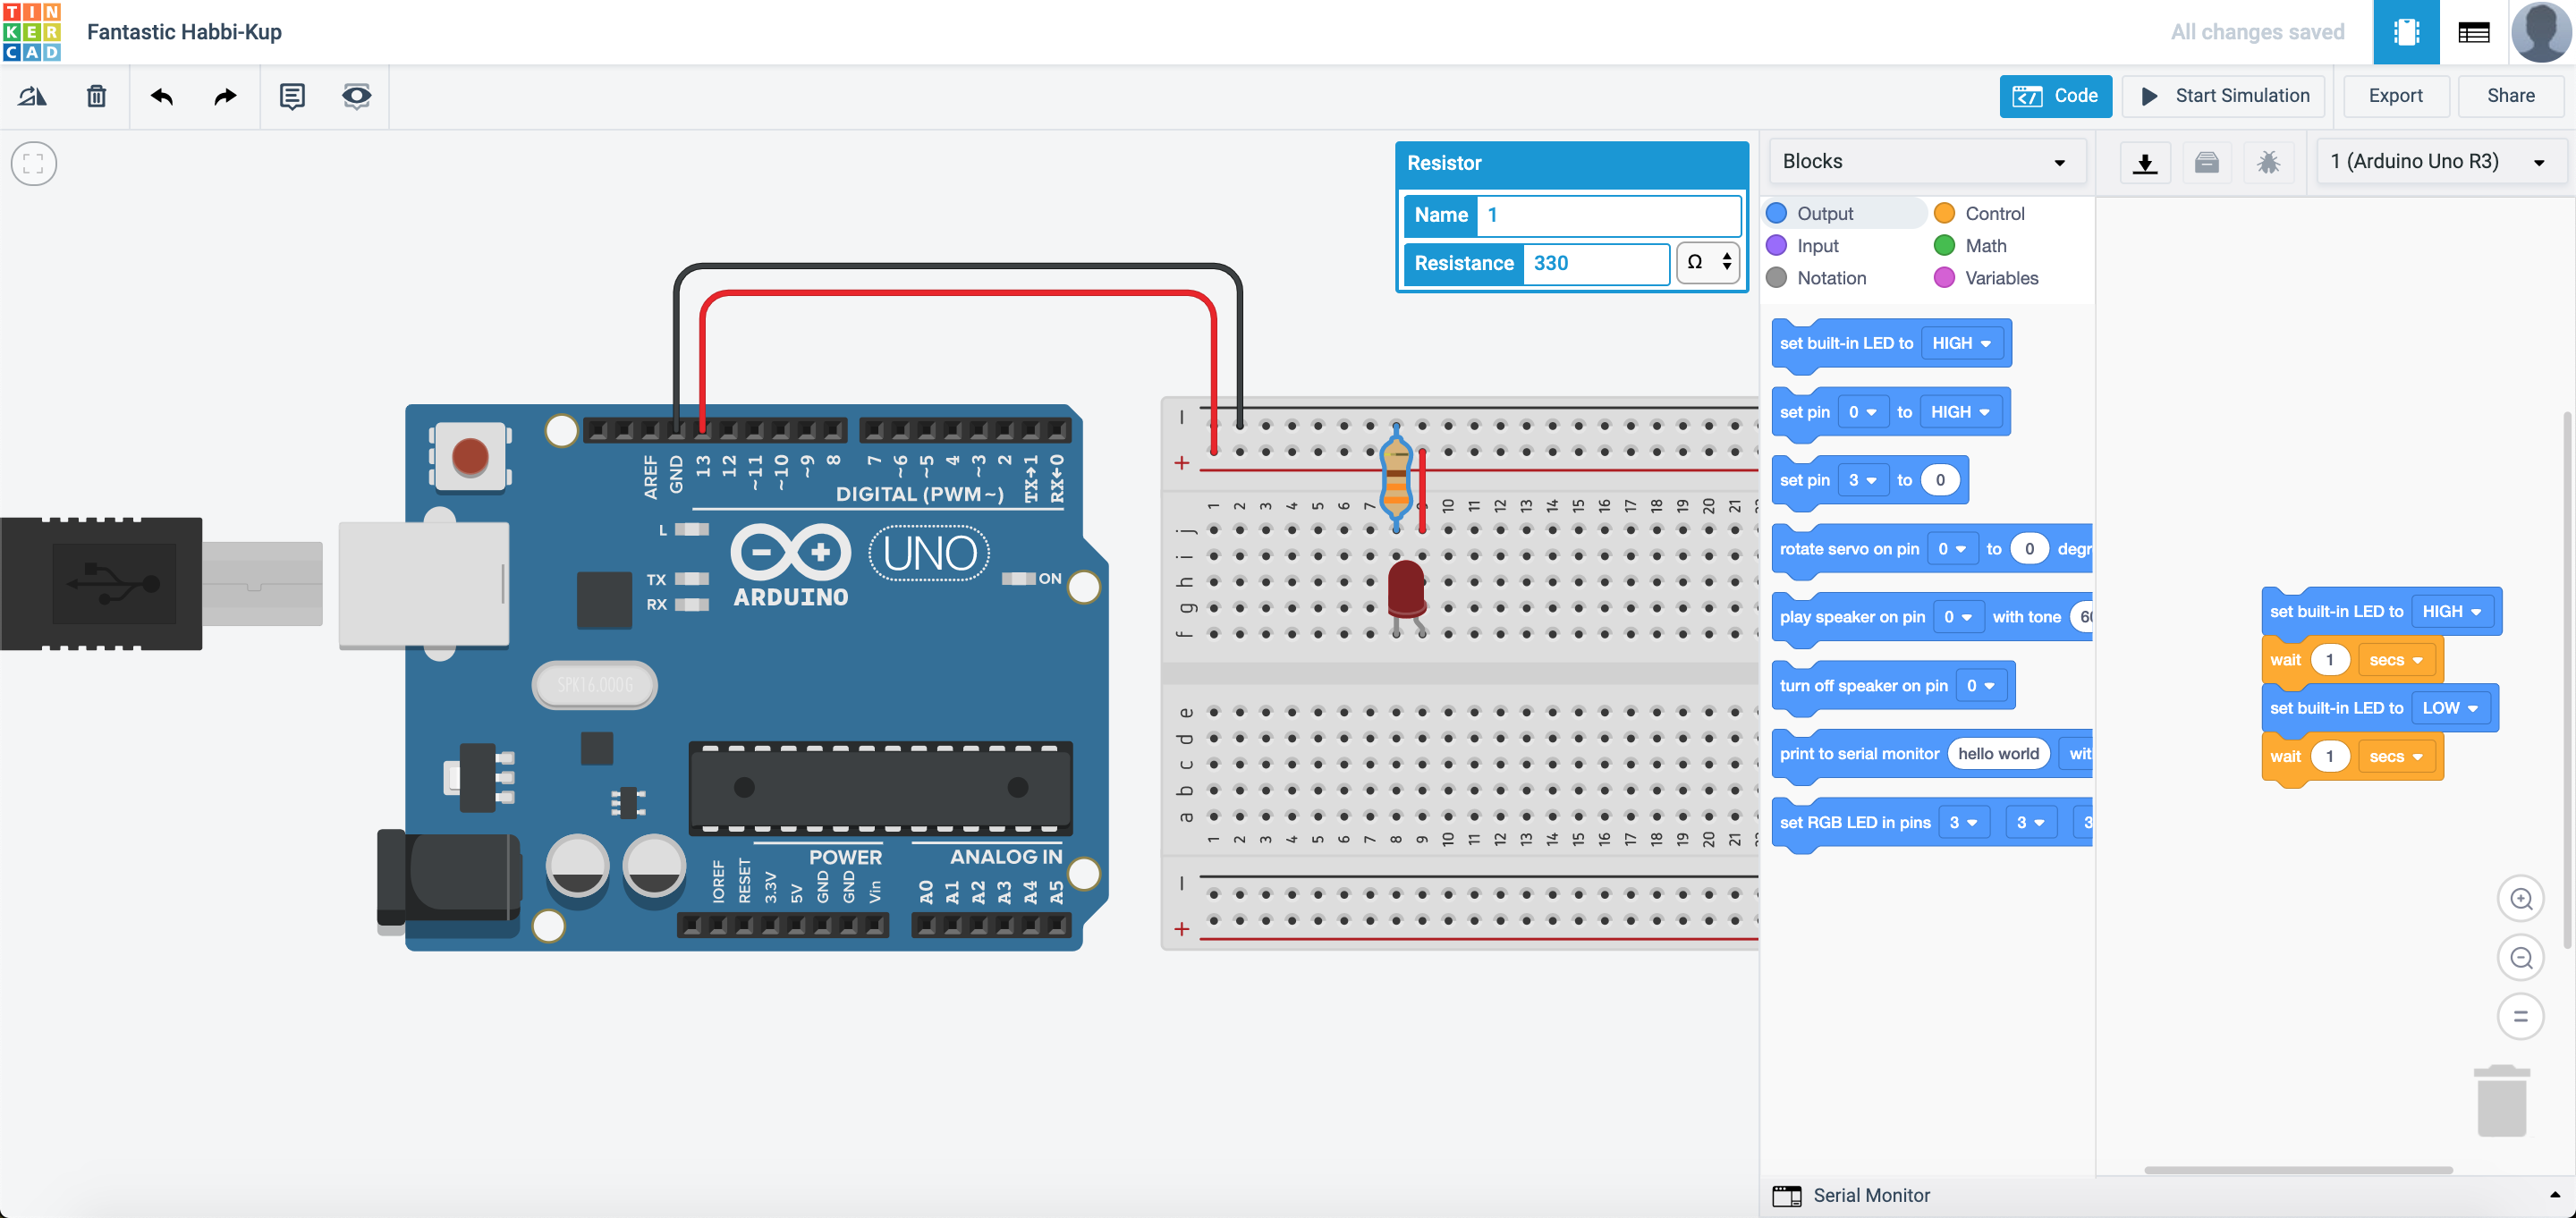 TIN
KER
CAD
Fantastic Habbi-Kup
All changes saved
Code
Start Simulation
Export
Share
Resistor
Name 1
Resistance 330 Ω
Blocks
1 (Arduino Uno R3)
Output
Control
Input
Math
Notation
Variables
set built-in LED to HIGH
set pin 0 to HIGH
set pin 3 to 0
rotate servo on pin 0 to 0 degr
play speaker on pin 0 with tone 60
turn off speaker on pin 0
print to serial monitor hello world wit
set RGB LED in pins 3 3 3
set built-in LED to HIGH
wait 1 secs
set built-in LED to LOW
wait 1 secs
AREF GND 13 12 ~11 ~10 ~9 8 7 ~6 ~5 4 ~3 2 TX→1 RX←0
DIGITAL (PWM~)
L
TX
RX
UNO
ARDUINO
ON
SPK16.000G
POWER
ANALOG IN
IOREF RESET 3.3V 5V GND GND Vin A0 A1 A2 A3 A4 A5
−
+
1 2 3 4 5 6 7 8 9 10 11 12 13 14 15 16 17 18 19 20 21
j
i
h
g
f
e
d
c
b
a
1 2 3 4 5 6 7 8 9 10 11 12 13 14 15 16 17 18 19 20 21
−
+
Serial Monitor